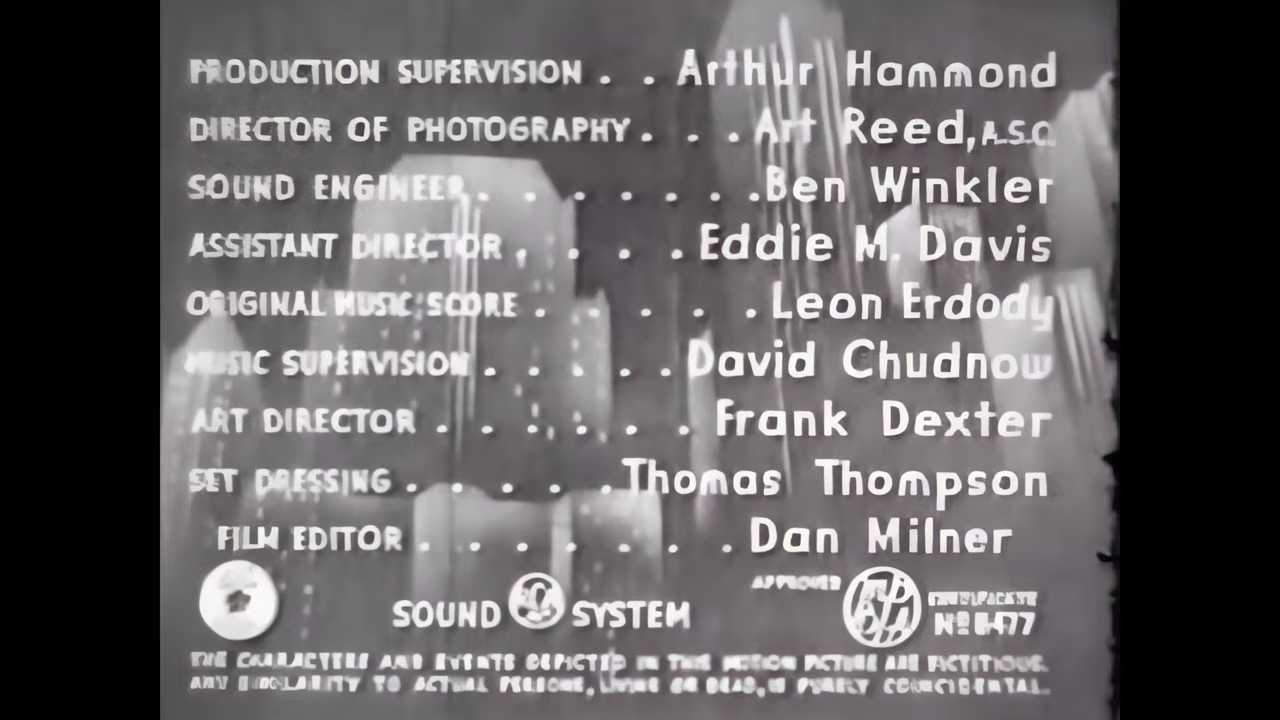 PRODUCTION SUPERVISION . . Arthur Hammond
DIRECTOR OF PHOTOGRAPHY . . . Art Reed, A.S.C.
SOUND ENGINEER . . . . . . . Ben Winkler
ASSISTANT DIRECTOR . . . . Eddie M. Davis
ORIGINAL MUSIC SCORE . . . . . Leon Erdody
MUSIC SUPERVISION . . . . . David Chudnow
ART DIRECTOR . . . . . . Frank Dexter
SET DRESSING . . . . . Thomas Thompson
FILM EDITOR . . . . . . . . Dan Milner
APPROVED
SOUND RCA SYSTEM
CERTIFICATE
THE CHARACTERS AND EVENTS DEPICTED IN THIS MOTION PICTURE ARE FICTITIOUS.
ANY SIMILARITY TO ACTUAL PERSONS, LIVING OR DEAD, IS PURELY COINCIDENTAL.